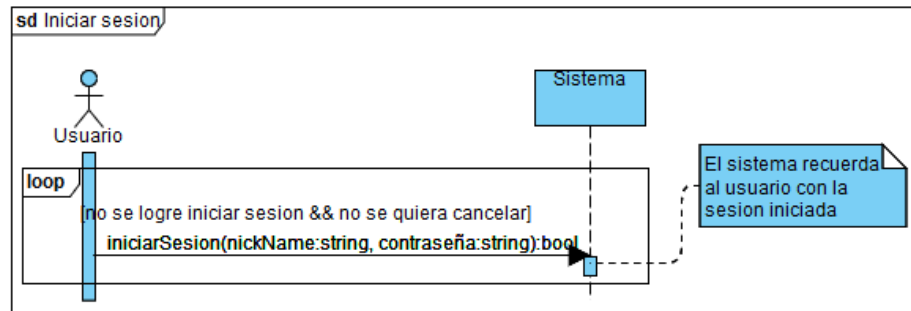 sd Iniciar sesion
Sistema
Usuario
El sistema recuerda
al usuario con la
sesion iniciada
loop
[no se logre iniciar sesion && no se quiera cancelar]
iniciarSesion(nickName:string, contraseña:string):bool